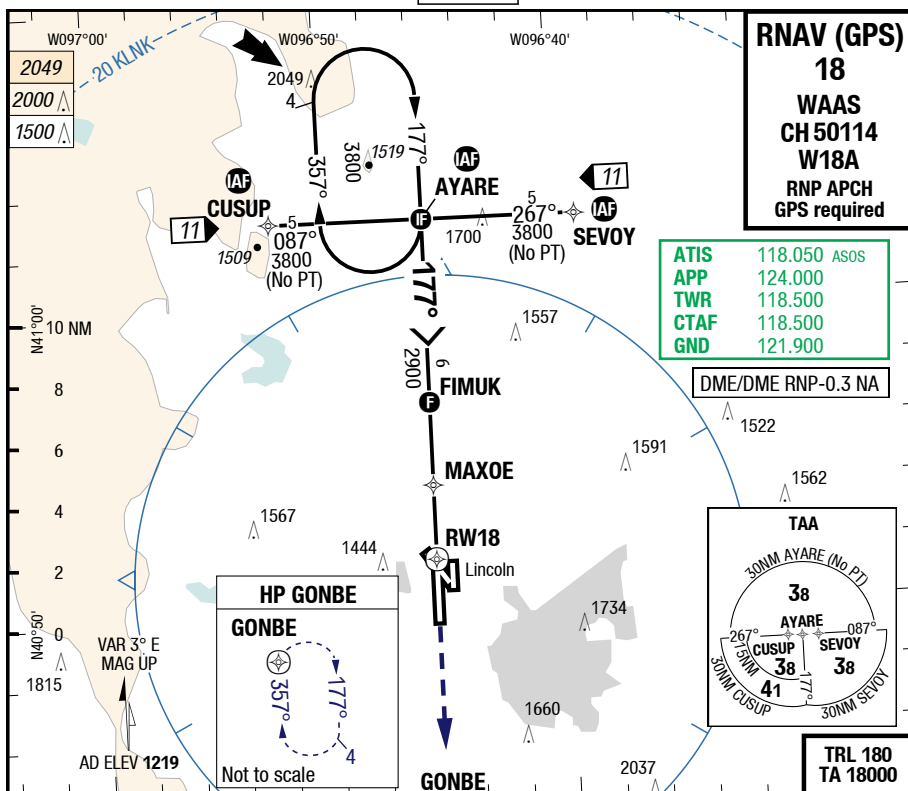 W097°00'
W096°50'
W096°40'
20 KLNK
2049
2000
1500
RNAV (GPS)
18
WAAS
CH 50114
W18A
RNP APCH
GPS required
2049
4
357°
3800
177°
1519
IAF
AYARE
IF
IAF
CUSUP
11
5
087°
3800
(No PT)
1509
11
5
267°
3800
(No PT)
IAF
SEVOY
1700
177°
ATIS 118.050 ASOS
APP 124.000
TWR 118.500
CTAF 118.500
GND 121.900
DME/DME RNP-0.3 NA
N41°00'
10 NM
8
6
4
2
0
N40°50'
1557
6
2900
F
FIMUK
1522
1591
MAXOE
1562
1567
1444
RW18
Lincoln
1734
1815
VAR 3° E
MAG UP
AD ELEV 1219
HP GONBE
GONBE
357°
177°
4
Not to scale
1660
2037
GONBE
TAA
30NM AYARE (No PT)
38
AYARE
267°
087°
CUSUP
SEVOY
15NM
38
38
41
177°
30NM CUSUP
30NM SEVOY
TRL 180
TA 18000